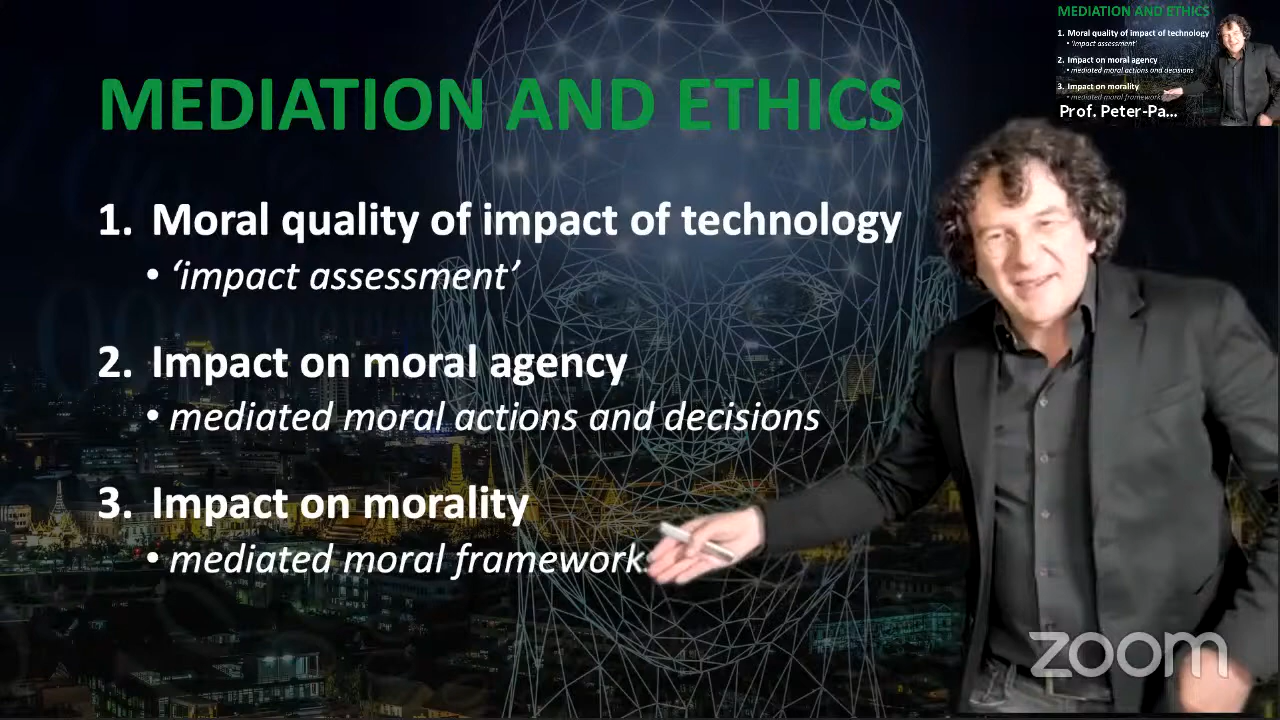 MEDIATION AND ETHICS
1. Moral quality of impact of technology
• ‘impact assessment’
2. Impact on moral agency
• mediated moral actions and decisions
3. Impact on morality
• mediated moral framework
MEDIATION AND ETHICS
1. Moral quality of impact of technology
• ‘impact assessment’
2. Impact on moral agency
• mediated moral actions and decisions
3. Impact on morality
• mediated moral framework
Prof. Peter-Pa...
zoom